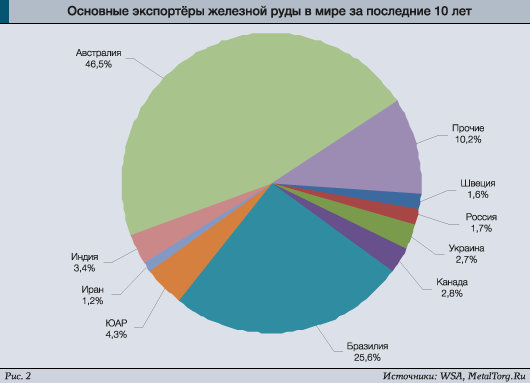 Основные экспортёры железной руды в мире за последние 10 лет
Австралия
46,5%
Прочие
10,2%
Швеция
1,6%
Россия
1,7%
Украина
2,7%
Канада
2,8%
Бразилия
25,6%
ЮАР
4,3%
Иран
1,2%
Индия
3,4%
Рис. 2
Источники: WSA, MetalTorg.Ru